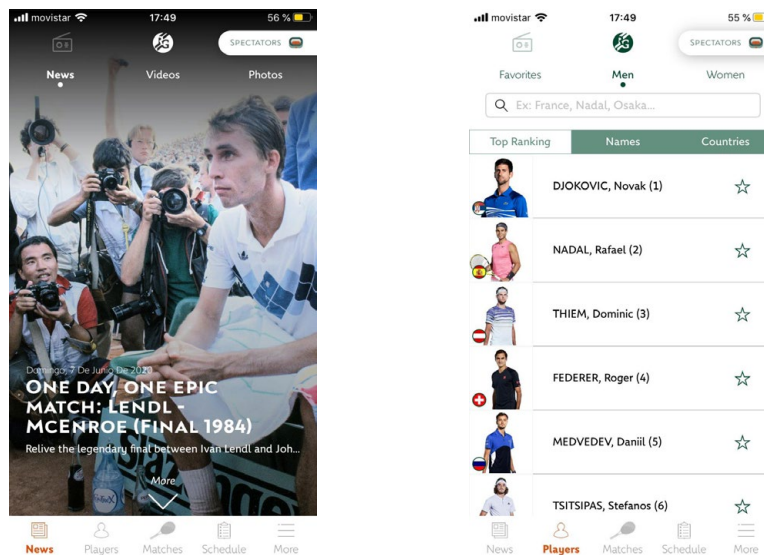 movistar 17:49 56 %
SPECTATORS
News Videos Photos
Domingo, 7 De Junio De 2020
ONE DAY, ONE EPIC
MATCH: LENDL -
MCENROE (FINAL 1984)
Relive the legendary final between Ivan Lendl and Joh...
More
News Players Matches Schedule More
movistar 17:49 55 %
SPECTATORS
Favorites Men Women
Ex: France, Nadal, Osaka...
Top Ranking Names Countries
DJOKOVIC, Novak (1)
NADAL, Rafael (2)
THIEM, Dominic (3)
FEDERER, Roger (4)
MEDVEDEV, Daniil (5)
TSITSIPAS, Stefanos (6)
News Players Matches Schedule More